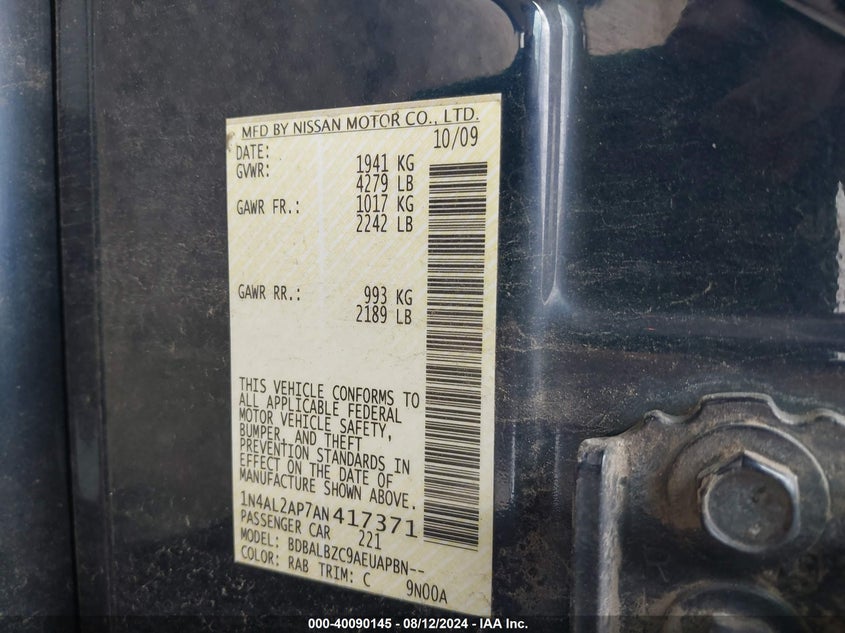 MFD BY NISSAN MOTOR CO., LTD.
DATE: 10/09
GVWR: 1941 KG
4279 LB
GAWR FR.: 1017 KG
2242 LB
GAWR RR.: 993 KG
2189 LB
THIS VEHICLE CONFORMS TO
ALL APPLICABLE FEDERAL
MOTOR VEHICLE SAFETY,
BUMPER, AND THEFT
PREVENTION STANDARDS IN
EFFECT ON THE DATE OF
MANUFACTURE SHOWN ABOVE.
1N4AL2AP7AN417371
PASSENGER CAR 221
MODEL: BDBALBZC9AEUAPBN--
COLOR: RAB TRIM: C 9N00A
000-40090145 - 08/12/2024 - IAA Inc.